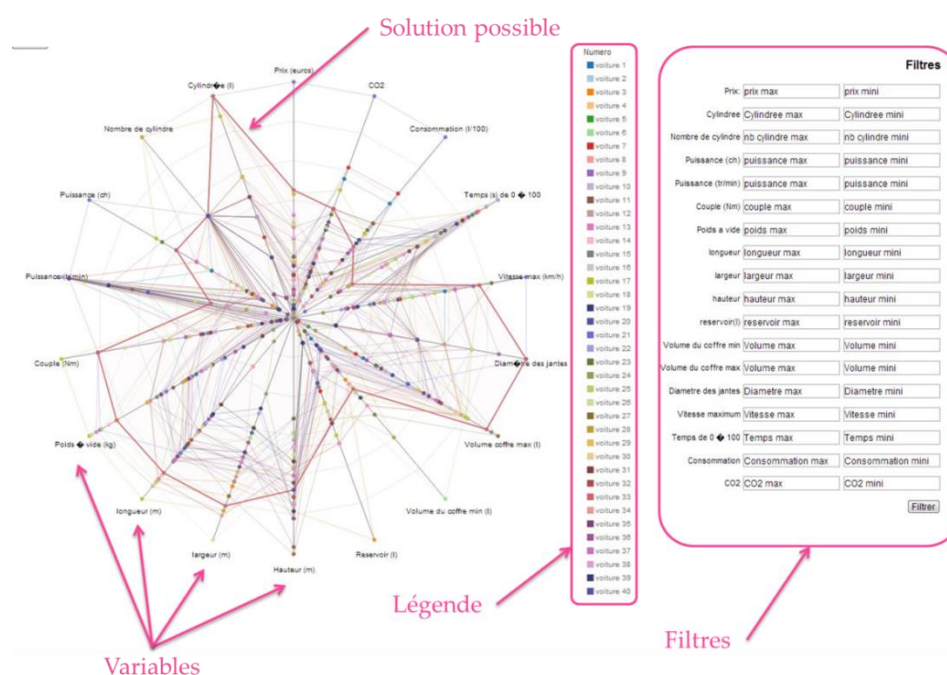 Solution possible
Prix (euros)
CO2
Consommation (l/100)
Temps (s) de 0 � 100
Vitesse max (km/h)
Diam�tre des jantes
Volume coffre max (l)
Volume du coffre min (l)
Reservoir (l)
Hauteur (m)
largeur (m)
longueur (m)
Poids � vide (kg)
Couple (Nm)
Puissance (tr/min)
Puissance (ch)
Nombre de cylindre
Cylindr�e (l)
Variables
Numero
voiture 1
voiture 2
voiture 3
voiture 4
voiture 5
voiture 6
voiture 7
voiture 8
voiture 9
voiture 10
voiture 11
voiture 12
voiture 13
voiture 14
voiture 15
voiture 16
voiture 17
voiture 18
voiture 19
voiture 20
voiture 21
voiture 22
voiture 23
voiture 24
voiture 25
voiture 26
voiture 27
voiture 28
voiture 29
voiture 30
voiture 31
voiture 32
voiture 33
voiture 34
voiture 35
voiture 36
voiture 37
voiture 38
voiture 39
voiture 40
Légende
Filtres
Prix: prix max prix mini
Cylindree Cylindree max Cylindree mini
Nombre de cylindre nb cylindre max nb cylindre mini
Puissance (ch) puissance max puissance mini
Puissance (tr/min) puissance max puissance mini
Couple (Nm) couple max couple mini
Poids a vide poids max poids mini
longueur longueur max longueur mini
largeur largeur max largeur mini
hauteur hauteur max hauteur mini
reservoir(l) reservoir max reservoir mini
Volume du coffre min Volume max Volume mini
Volume du coffre max Volume max Volume mini
Diametre des jantes Diametre max Diametre mini
Vitesse maximum Vitesse max Vitesse mini
Temps de 0 � 100 Temps max Temps mini
Consommation Consommation max Consommation mini
CO2 CO2 max CO2 mini
Filtrer
Filtres